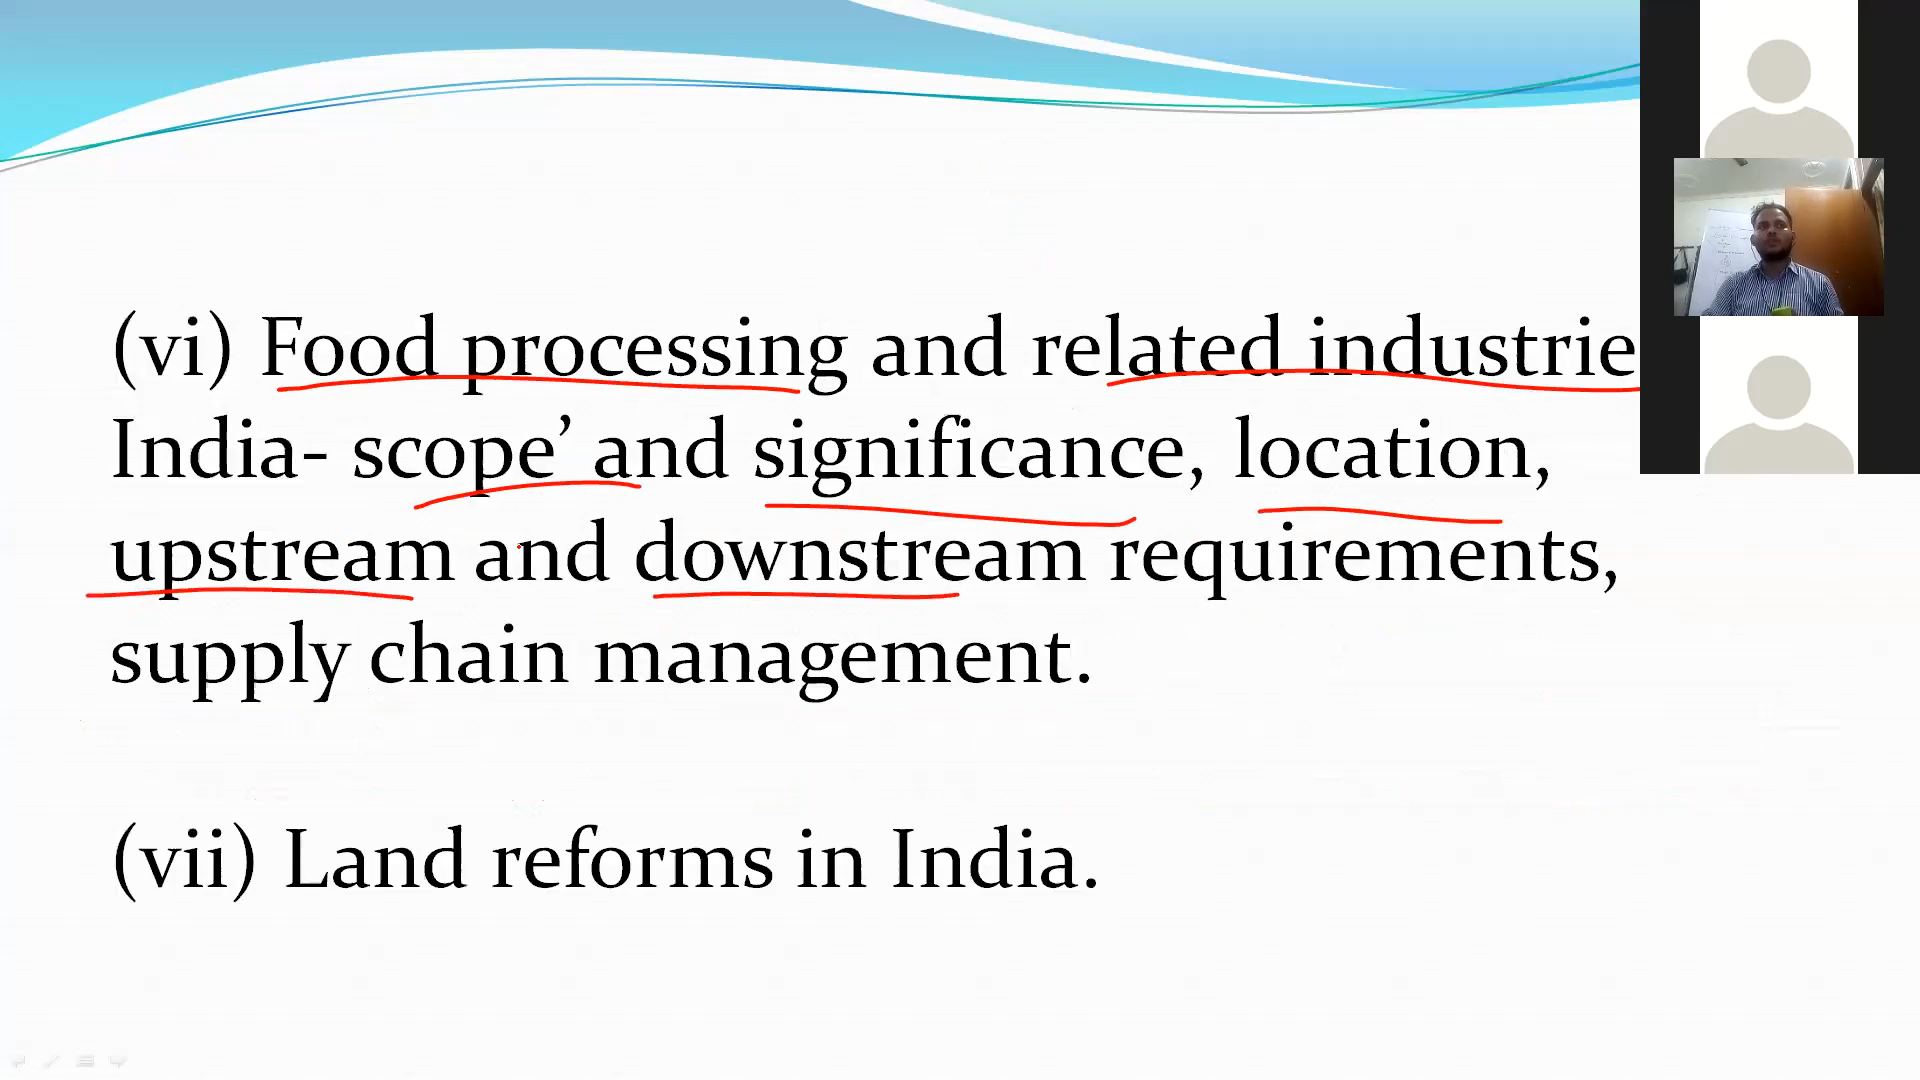 (vi) Food processing and related industrie
India- scope’ and significance, location,
upstream and downstream requirements,
supply chain management.
(vii) Land reforms in India.